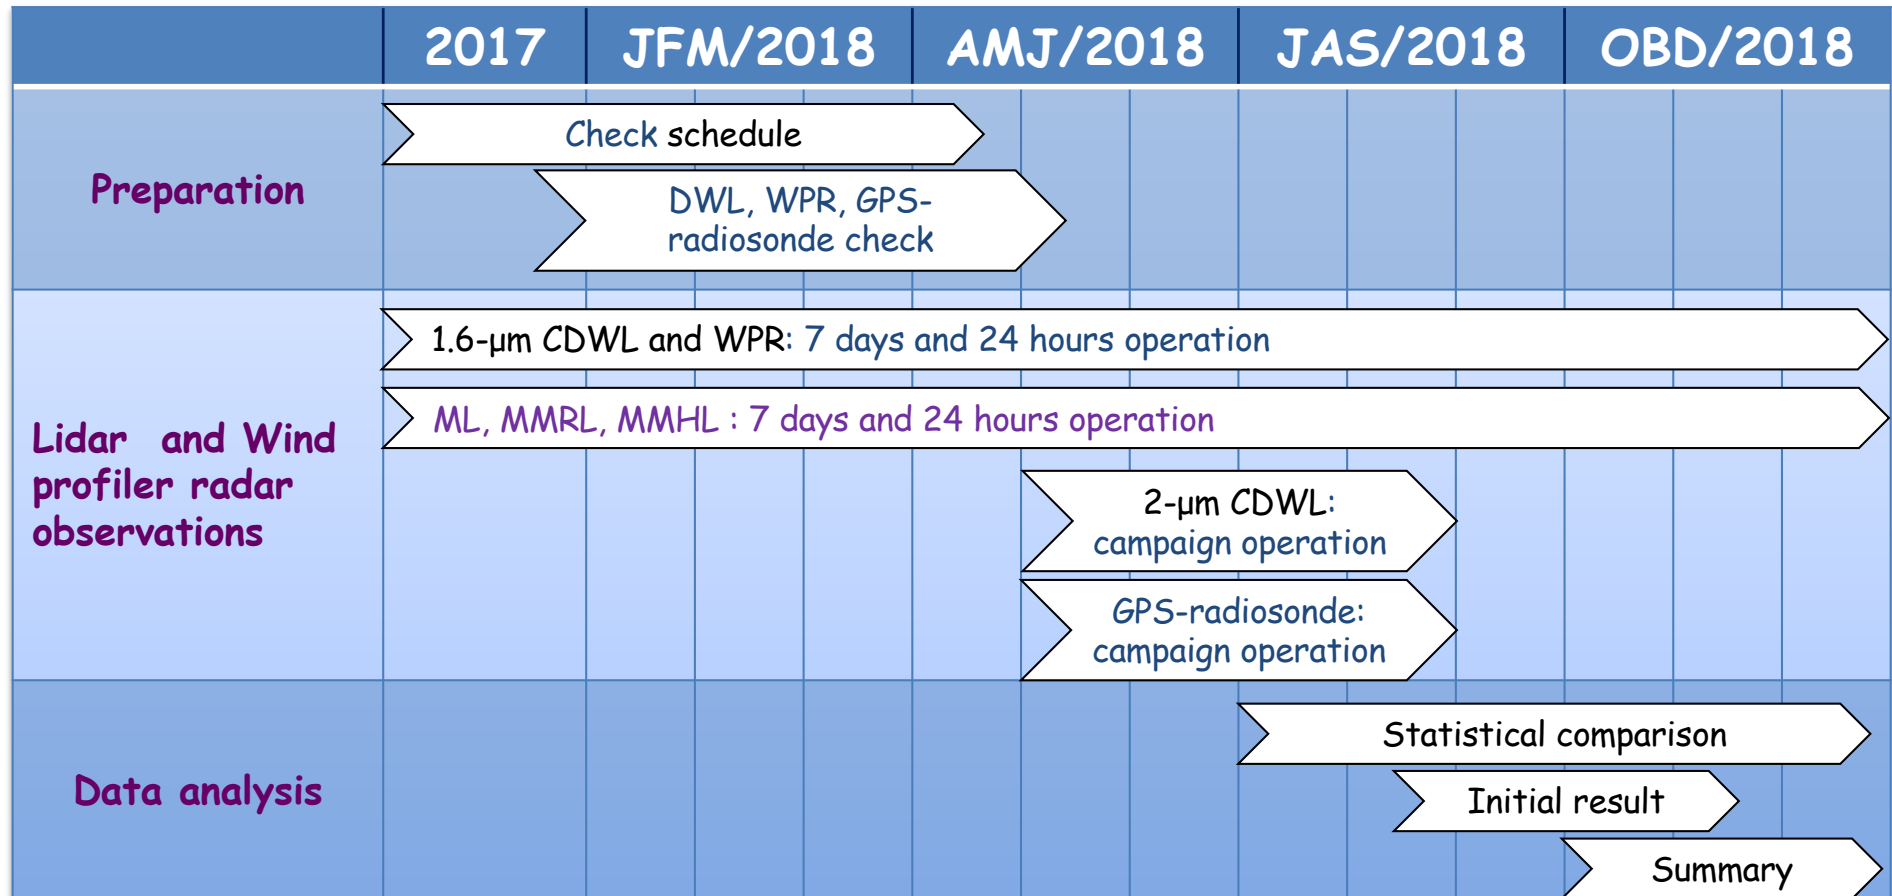 2017 JFM/2018 AMJ/2018 JAS/2018 OBD/2018
Preparation
Check schedule
DWL, WPR, GPS-
radiosonde check
Lidar and Wind
profiler radar
observations
1.6-μm CDWL and WPR: 7 days and 24 hours operation
ML, MMRL, MMHL : 7 days and 24 hours operation
2-μm CDWL:
campaign operation
GPS-radiosonde:
campaign operation
Data analysis
Statistical comparison
Initial result
Summary